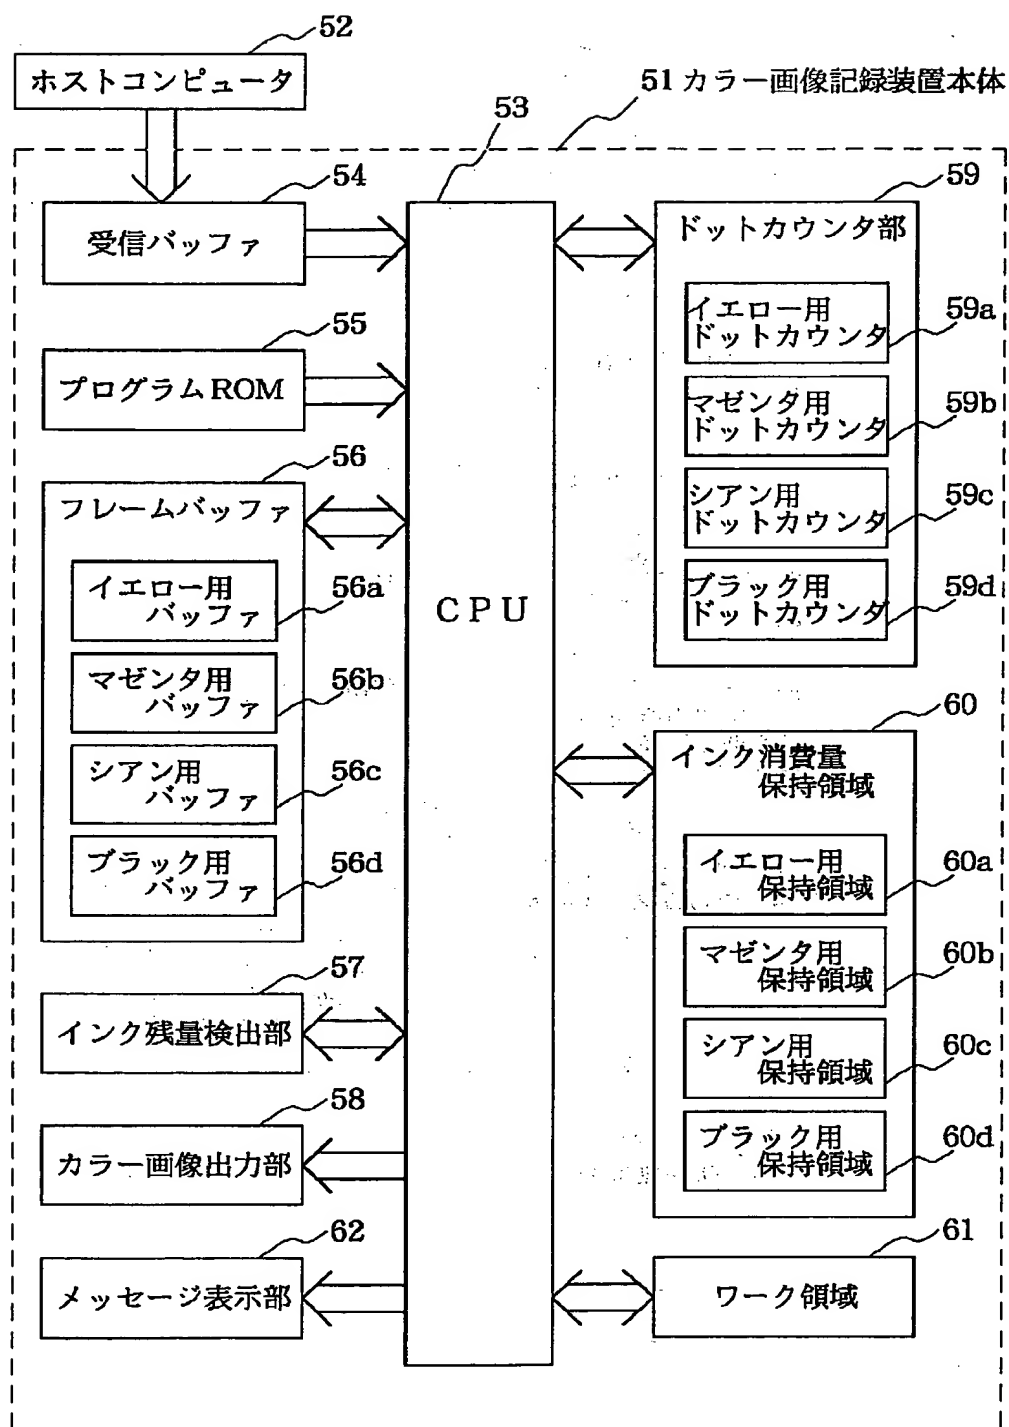 52
ホストコンピュータ
51 カラー画像記録装置本体
53
54
受信バッファ
55
プログラムROM
56
フレームバッファ
イエロー用
バッファ
56a
マゼンタ用
バッファ
56b
シアン用
バッファ
56c
ブラック用
バッファ
56d
57
インク残量検出部
58
カラー画像出力部
62
メッセージ表示部
CPU
59
ドットカウンタ部
イエロー用
ドットカウンタ
59a
マゼンタ用
ドットカウンタ
59b
シアン用
ドットカウンタ
59c
ブラック用
ドットカウンタ
59d
60
インク消費量
保持領域
イエロー用
保持領域
60a
マゼンタ用
保持領域
60b
シアン用
保持領域
60c
ブラック用
保持領域
60d
61
ワーク領域